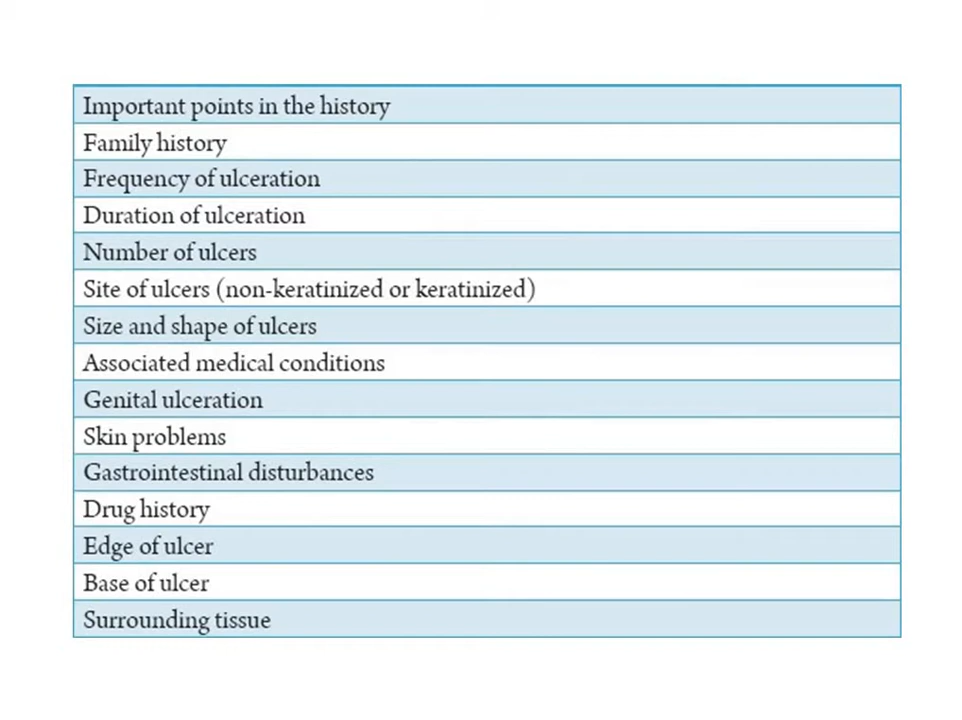 Important points in the history
Family history
Frequency of ulceration
Duration of ulceration
Number of ulcers
Site of ulcers (non-keratinized or keratinized)
Size and shape of ulcers
Associated medical conditions
Genital ulceration
Skin problems
Gastrointestinal disturbances
Drug history
Edge of ulcer
Base of ulcer
Surrounding tissue